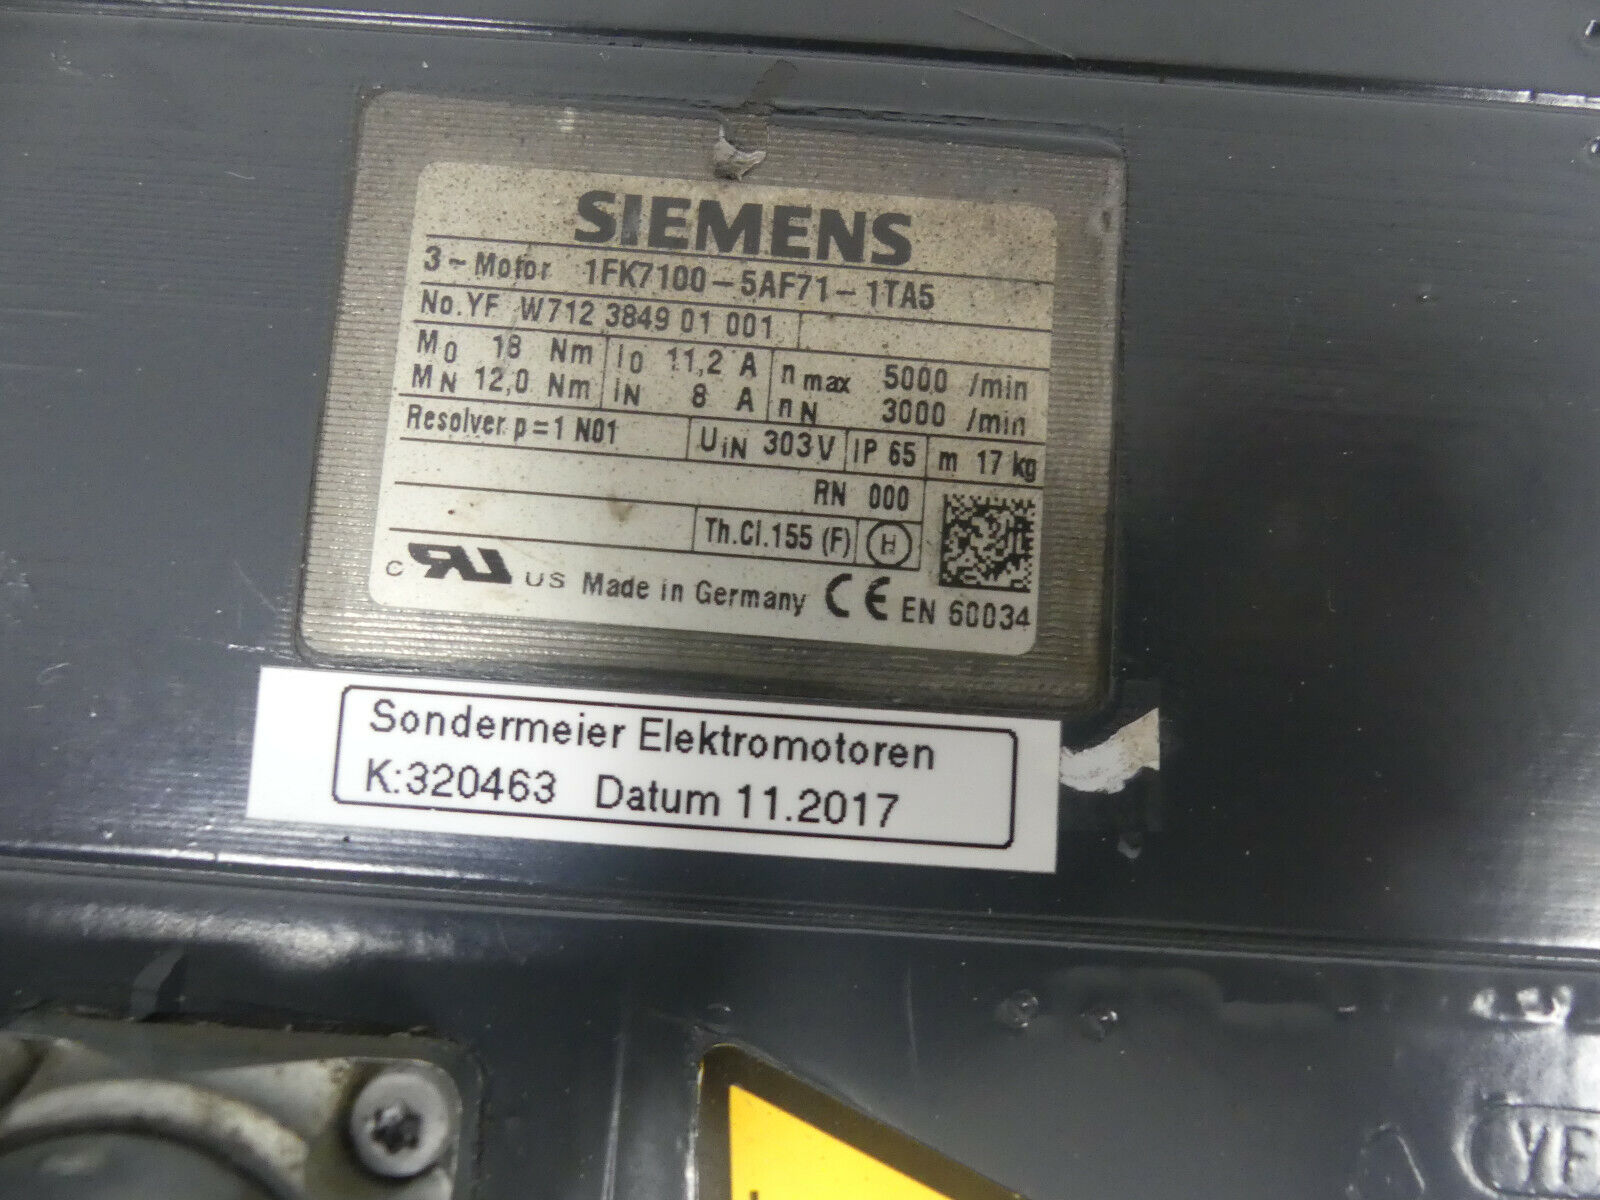 SIEMENS
3~Motor 1FK7100-5AF71-1TA5
No.YF W712 3849 01 001
M0 18 Nm I0 11,2 A nmax 5000 /min
MN 12,0 Nm IN 8 A nN 3000 /min
Resolver p=1 N01 UIN 303V IP 65 m 17 kg
RN 000
Th.Cl.155 (F) H
c RU US Made in Germany CE EN 60034
Sondermeier Elektromotoren
K:320463 Datum 11.2017
YF